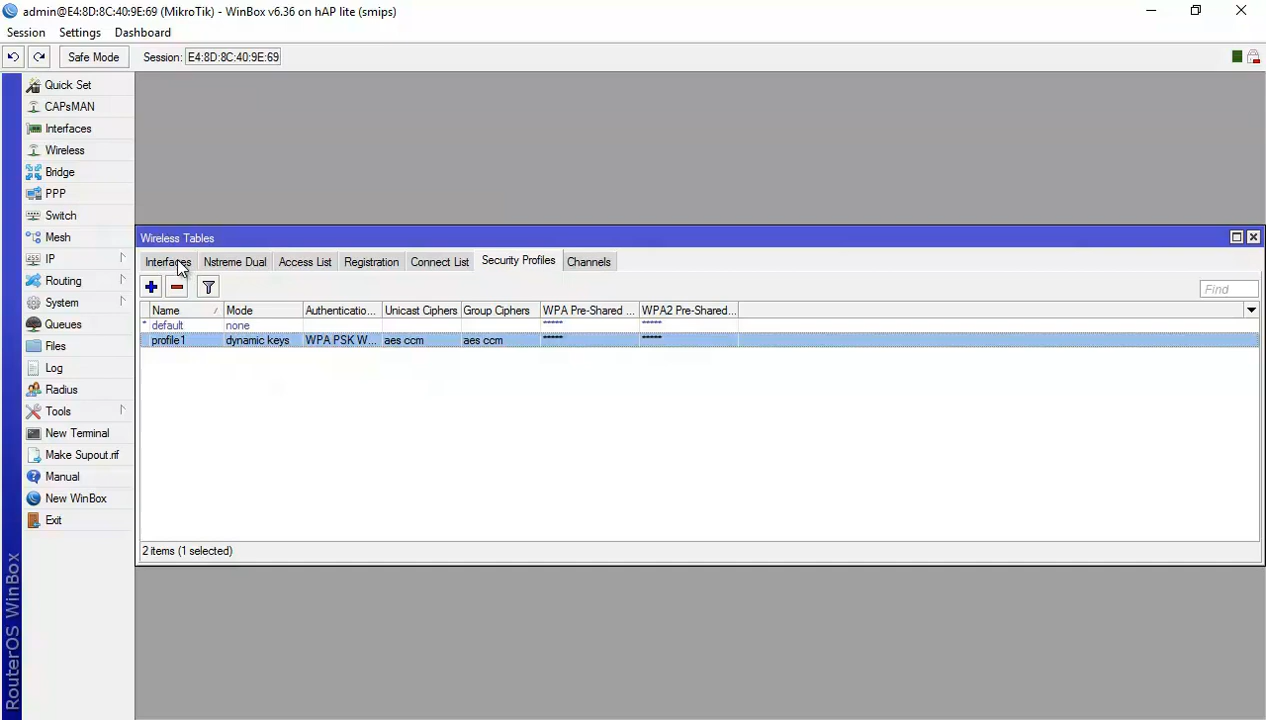 admin@E4:8D:8C:40:9E:69 (MikroTik) - WinBox v6.36 on hAP lite (smips)
Session Settings Dashboard
Safe Mode Session: E4:8D:8C:40:9E:69
Quick Set
CAPsMAN
Interfaces
Wireless
Bridge
PPP
Switch
Mesh
IP
Routing
System
Queues
Files
Log
Radius
Tools
New Terminal
Make Supout.rif
Manual
New WinBox
Exit
RouterOS WinBox
Wireless Tables
Interfaces Nstreme Dual Access List Registration Connect List Security Profiles Channels
Find
Name / Mode Authenticatio... Unicast Ciphers Group Ciphers WPA Pre-Shared ... WPA2 Pre-Shared...
* default none ***** *****
profile1 dynamic keys WPA PSK W... aes ccm aes ccm ***** *****
2 items (1 selected)